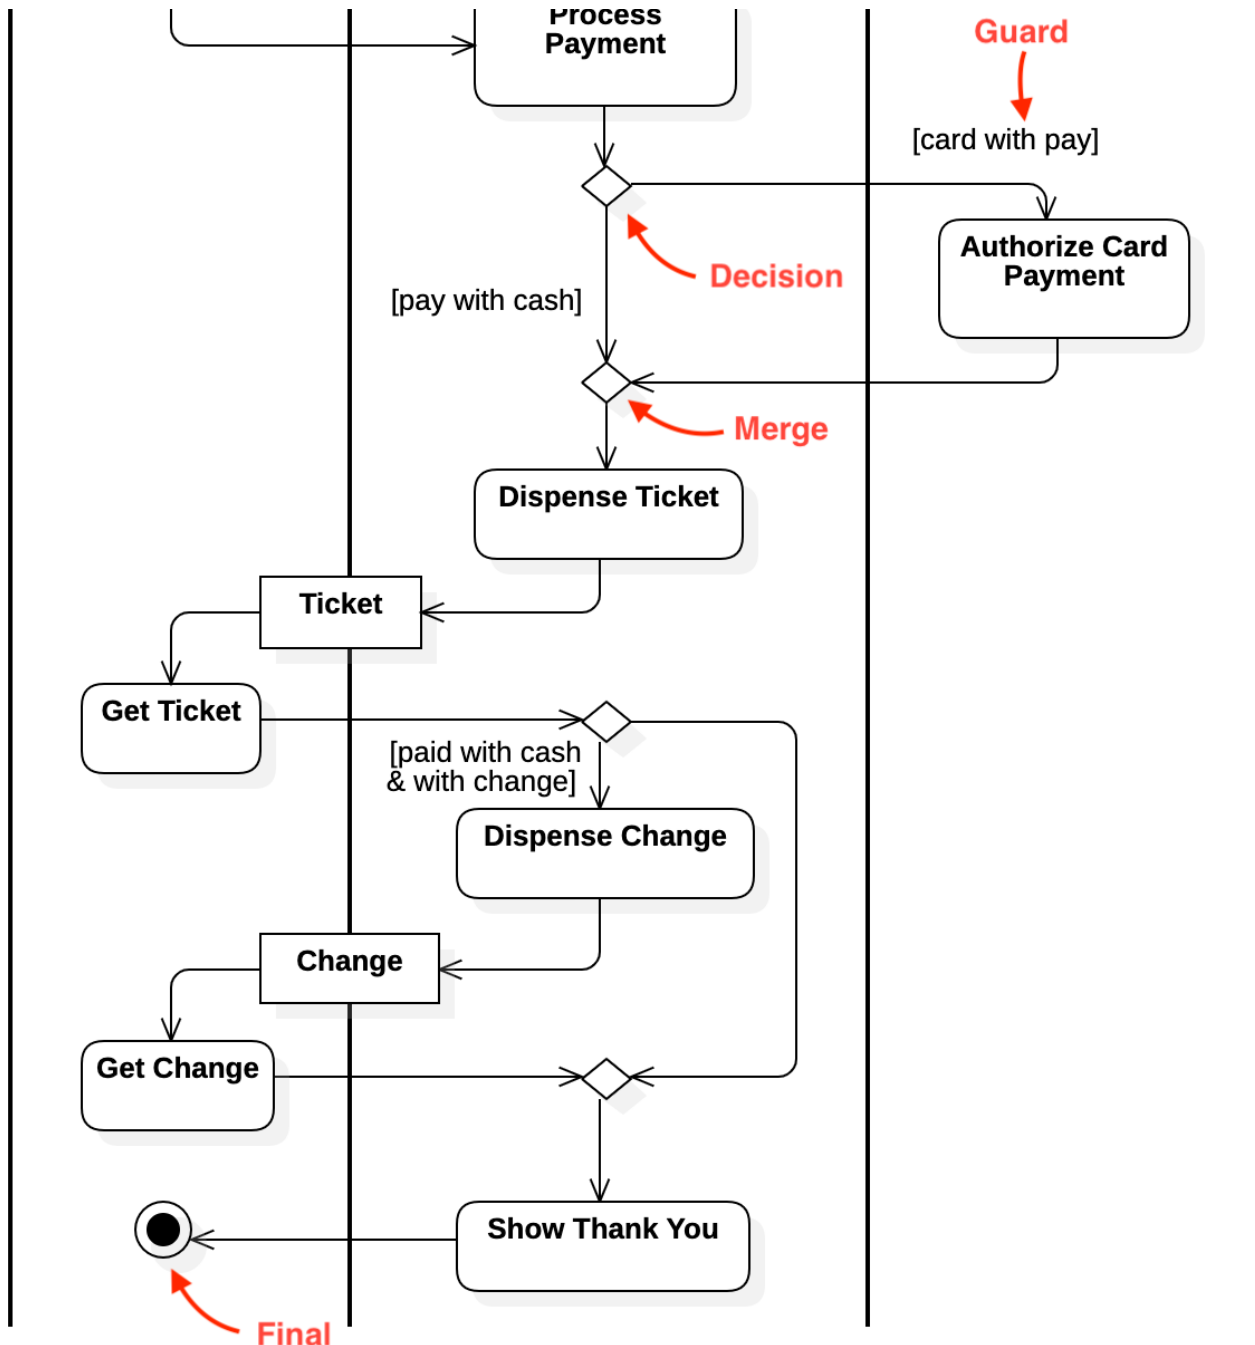 Process
Payment
Guard
[card with pay]
Authorize Card
Payment
Decision
[pay with cash]
Merge
Dispense Ticket
Ticket
Get Ticket
[paid with cash
& with change]
Dispense Change
Change
Get Change
Show Thank You
Final